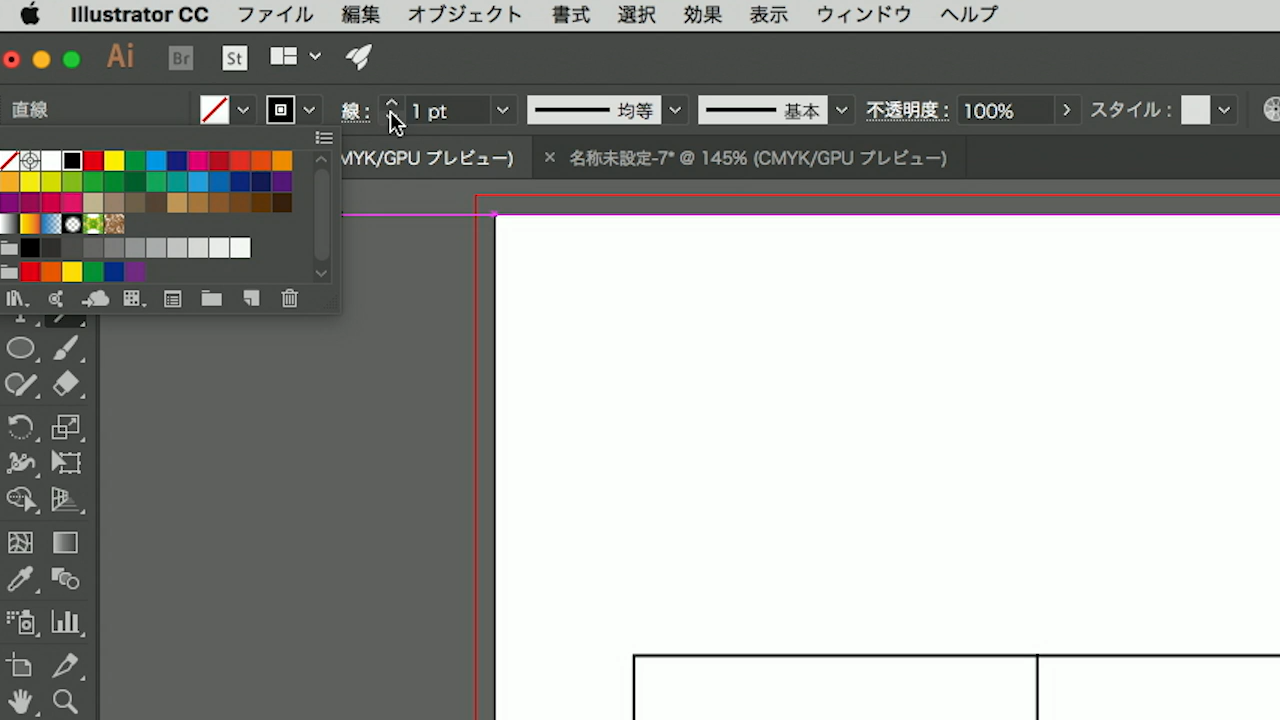 Illustrator CC ファイル 編集 オブジェクト 書式 選択 効果 表示 ウィンドウ ヘルプ
Ai Br St
直線 線 : 1 pt 均等 基本 不透明度 : 100% スタイル :
MYK/GPU プレビュー) × 名称未設定-7* @ 145% (CMYK/GPU プレビュー)